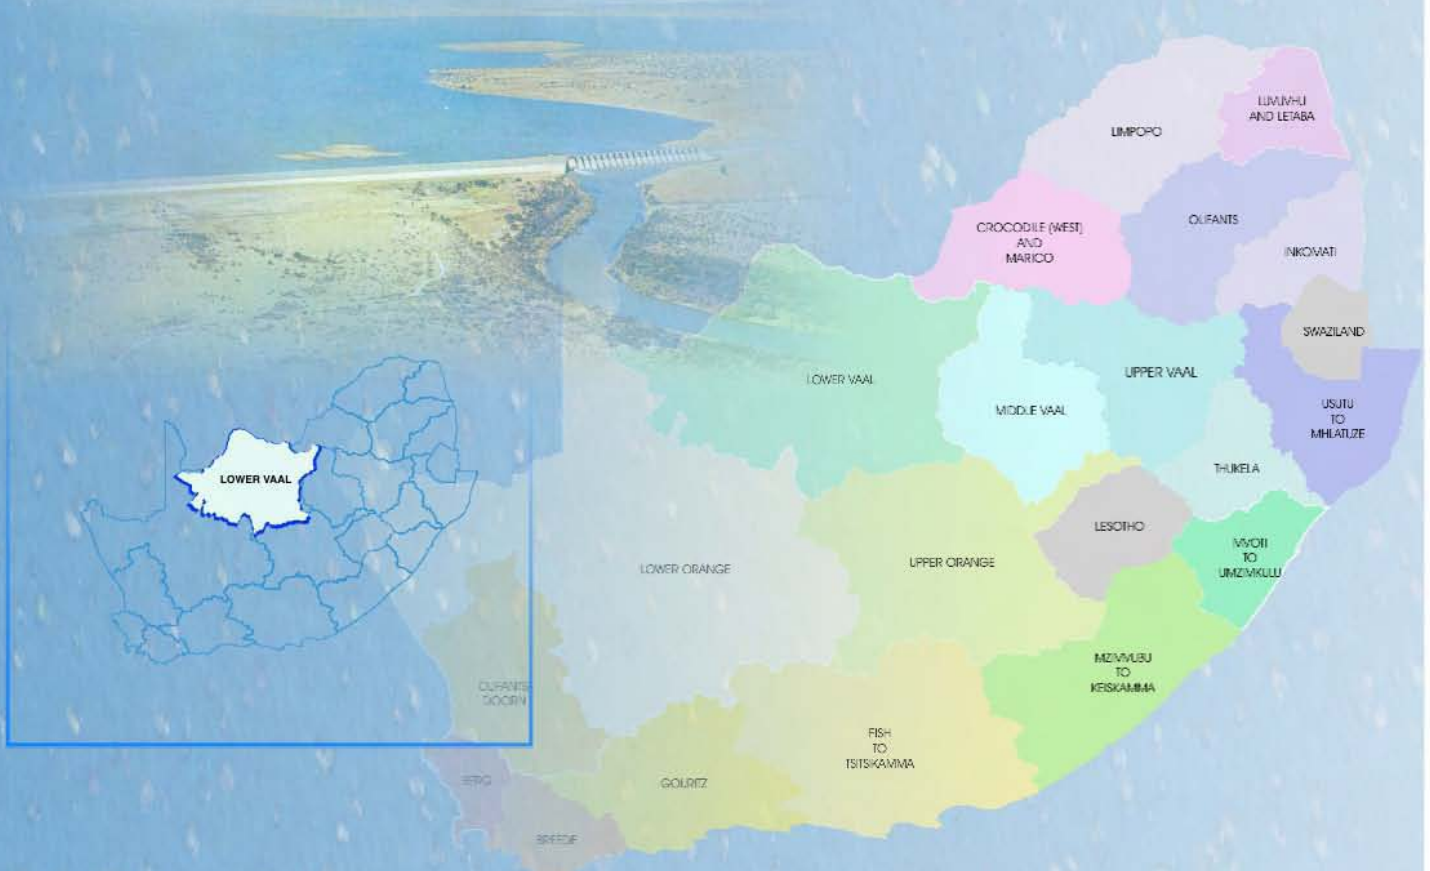 LUVUVHU
AND LETABA
LIMPOPO
OLIFANTS
CROCODILE (WEST)
AND
MARICO
INKOMATI
SWAZILAND
LOWER VAAL
UPPER VAAL
MIDDLE VAAL
USUTU
TO
MHLATUZE
THUKELA
LOWER VAAL
LESOTHO
MVOTI
TO
UMZIMKULU
LOWER ORANGE
UPPER ORANGE
MZIMVUBU
TO
KEISKAMMA
OLIFANTS
DOORN
FISH
TO
TSITSIKAMMA
BERG
GOURITZ
BREEDE